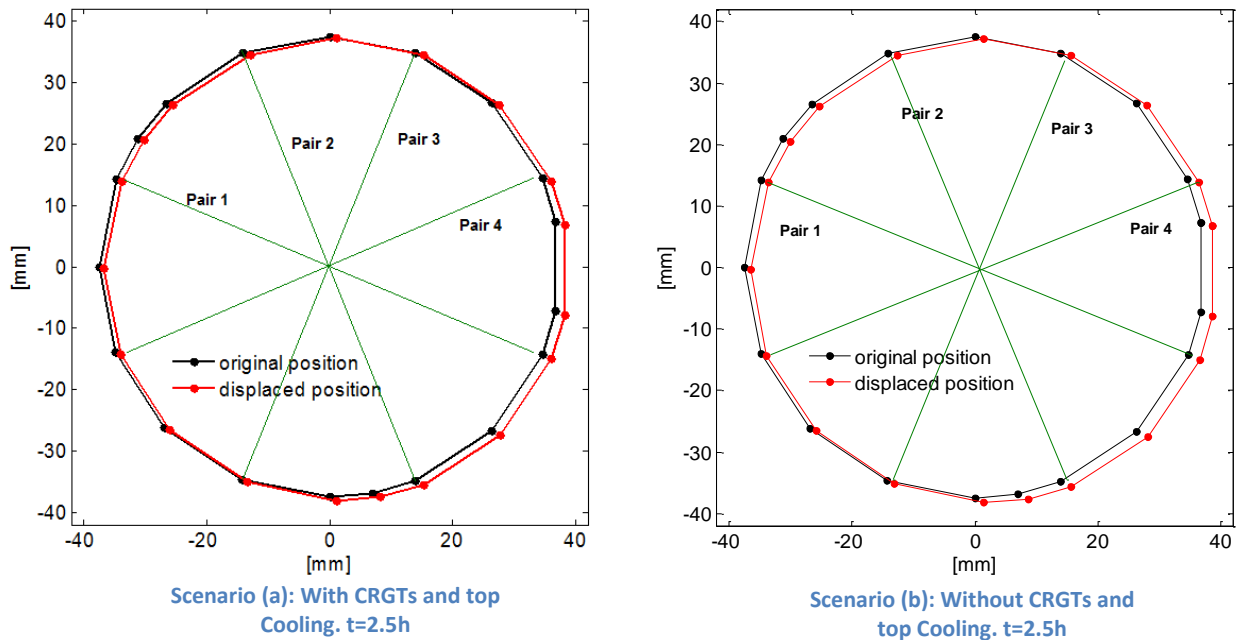 40
30
20
10
0
-10
-20
-30
-40
[mm]
Pair 1
Pair 2
Pair 3
Pair 4
original position
displaced position
-40
-20
0
20
40
[mm]
Scenario (a): With CRGTs and top
Cooling. t=2.5h
40
30
20
10
0
-10
-20
-30
-40
[mm]
Pair 1
Pair 2
Pair 3
Pair 4
original position
displaced position
-40
-20
0
20
40
[mm]
Scenario (b): Without CRGTs and
top Cooling. t=2.5h